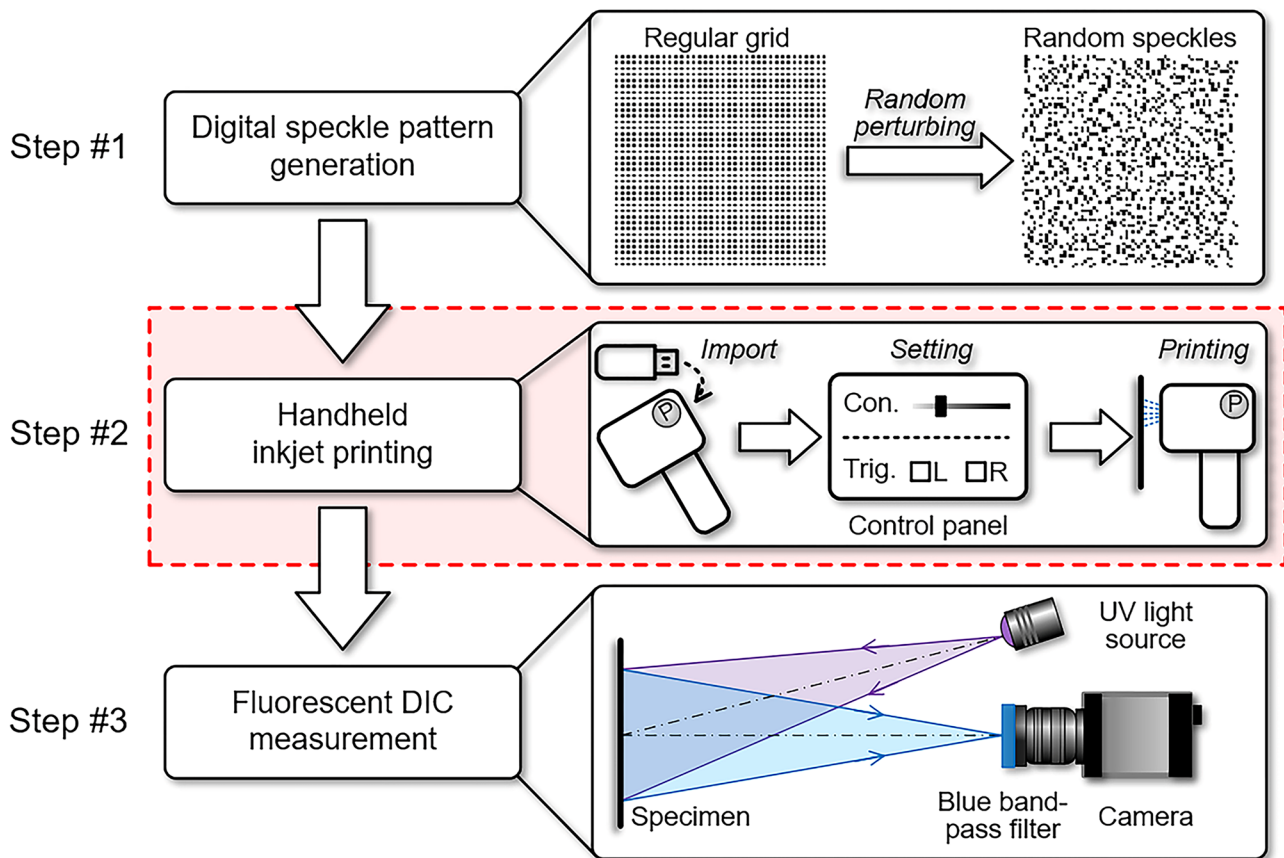 Step #1
Digital speckle pattern
generation
Regular grid
Random
perturbing
Random speckles
Step #2
Handheld
inkjet printing
Import
P
Setting
Con.
Trig. L R
Control panel
Printing
P
Step #3
Fluorescent DIC
measurement
UV light
source
Specimen
Blue band-
pass filter
Camera